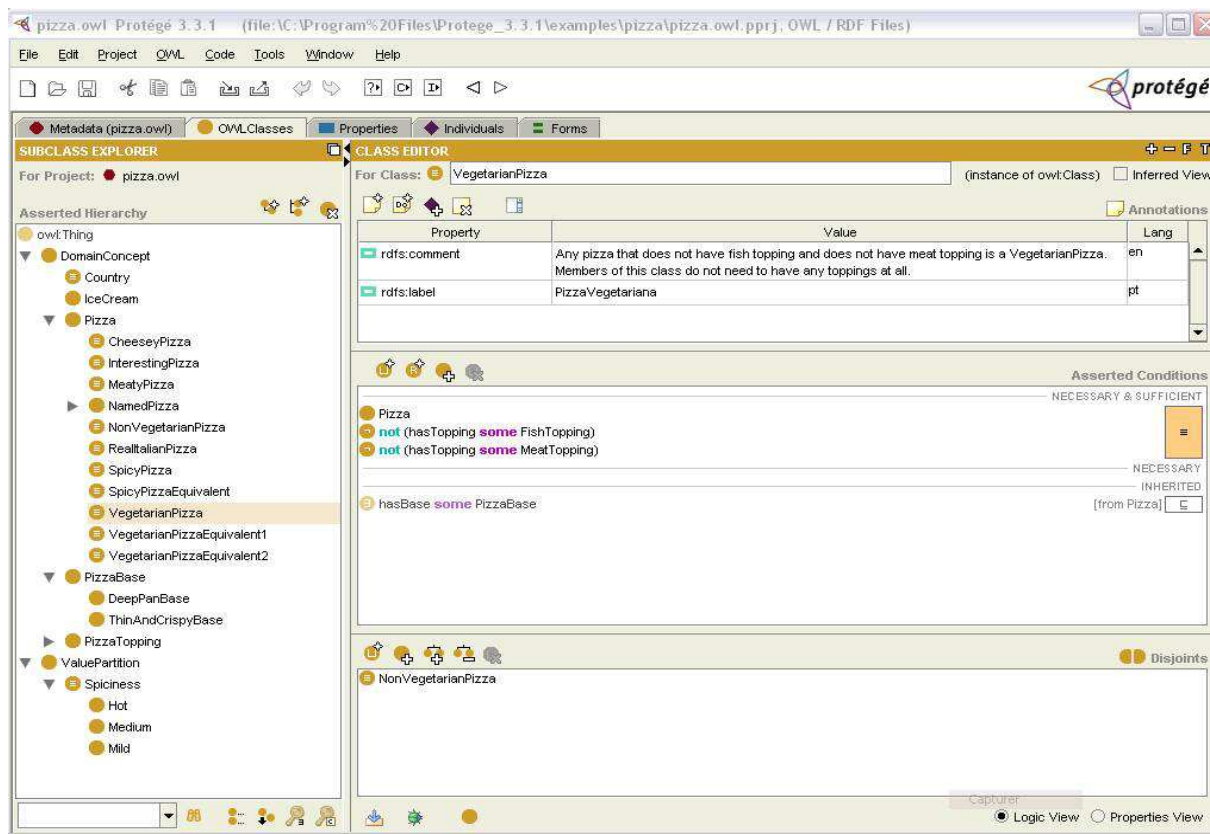 pizza.owl Protégé 3.3.1 (file:\C:\Program%20Files\Protege_3.3.1\examples\pizza\pizza.owl.pprj, OWL / RDF Files)
File Edit Project OWL Code Tools Window Help
protégé
Metadata (pizza.owl) OWLClasses Properties Individuals Forms
SUBCLASS EXPLORER
For Project: pizza.owl
Asserted Hierarchy
owl:Thing
DomainConcept
Country
IceCream
Pizza
CheeseyPizza
InterestingPizza
MeatyPizza
NamedPizza
NonVegetarianPizza
RealItalianPizza
SpicyPizza
SpicyPizzaEquivalent
VegetarianPizza
VegetarianPizzaEquivalent1
VegetarianPizzaEquivalent2
PizzaBase
DeepPanBase
ThinAndCrispyBase
PizzaTopping
ValuePartition
Spiciness
Hot
Medium
Mild
CLASS EDITOR
For Class: VegetarianPizza (instance of owl:Class) Inferred View
Annotations
Property Value Lang
rdfs:comment Any pizza that does not have fish topping and does not have meat topping is a VegetarianPizza. en
Members of this class do not need to have any toppings at all.
rdfs:label PizzaVegetariana pt
Asserted Conditions
NECESSARY & SUFFICIENT
Pizza
not (hasTopping some FishTopping)
not (hasTopping some MeatTopping)
NECESSARY
INHERITED
hasBase some PizzaBase [from Pizza]
Disjoints
NonVegetarianPizza
Capturer
Logic View Properties View